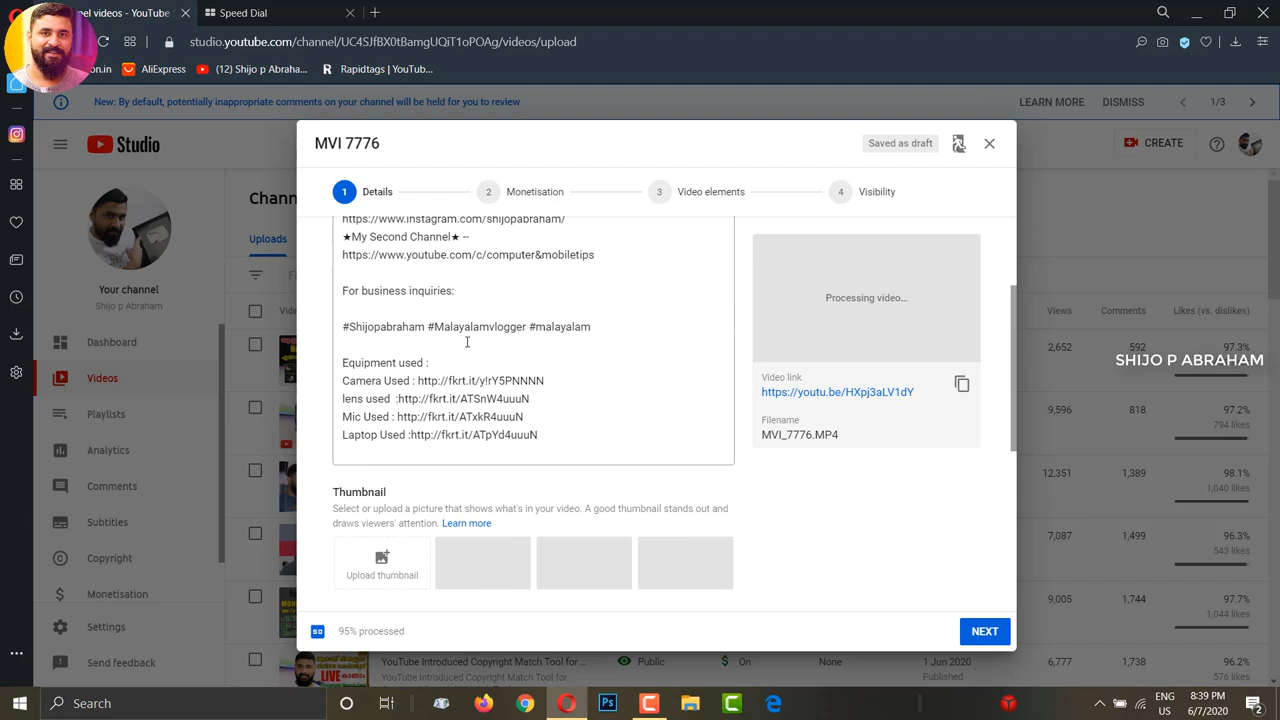 nel videos - YouTub
Speed Dial
studio.youtube.com/channel/UC4SJfBX0tBamgUQiT1oPOAg/videos/upload
on.in
AliExpress
(12) Shijo p Abraha...
Rapidtags | YouTub...
New: By default, potentially inappropriate comments on your channel will be held for you to review
LEARN MORE
DISMISS
1/3
Studio
CREATE
MVI 7776
Saved as draft
1 Details
2 Monetisation
3 Video elements
4 Visibility
Your channel
Shijo p Abraham
Dashboard
Videos
Playlists
Analytics
Comments
Subtitles
Copyright
Monetisation
Settings
Send feedback
Chann
Uploads
https://www.instagram.com/shijopabraham/
★My Second Channel★ --
https://www.youtube.com/c/computer&mobiletips
For business inquiries:
#Shijopabraham #Malayalamvlogger #malayalam
Equipment used :
Camera Used : http://fkrt.it/y!rY5PNNNN
lens used :http://fkrt.it/ATSnW4uuuN
Mic Used : http://fkrt.it/ATxkR4uuuN
Laptop Used :http://fkrt.it/ATpYd4uuuN
Thumbnail
Select or upload a picture that shows what's in your video. A good thumbnail stands out and
draws viewers' attention. Learn more
Upload thumbnail
Processing video...
Video link
https://youtu.be/HXpj3aLV1dY
Filename
MVI_7776.MP4
SD
95% processed
NEXT
Views
Comments
Likes (vs. dislikes)
2,652
592
97.3%
SHIJO P ABRAHAM
9,596
818
97.2%
794 likes
12,351
1,389
98.1%
1,040 likes
7,087
1,499
96.3%
543 likes
9,005
1,744
97.7%
1,044 likes
YouTube Introduced Copyright Match Tool for ...
YouTube Introduced Copyright Match Tool for ...
Public
On
None
1 Jun 2020
Published
6,777
1,738
96.2%
Search
Ps
ENG
US
8:39 PM
6/7/2020
2